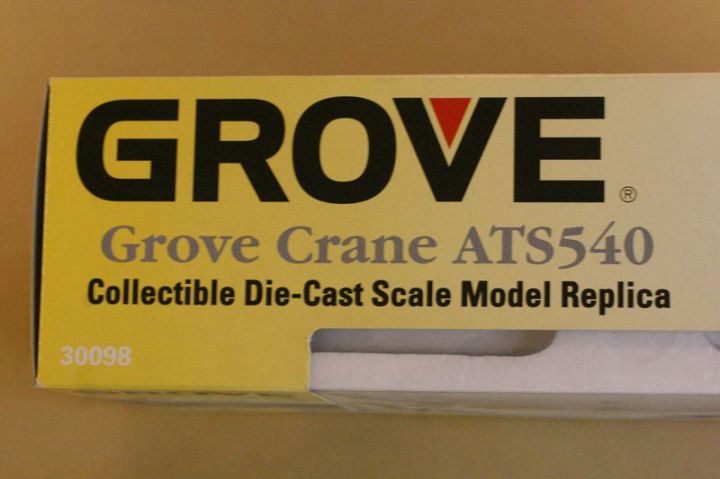 GROVE®
Grove Crane ATS540
Collectible Die-Cast Scale Model Replica
30098